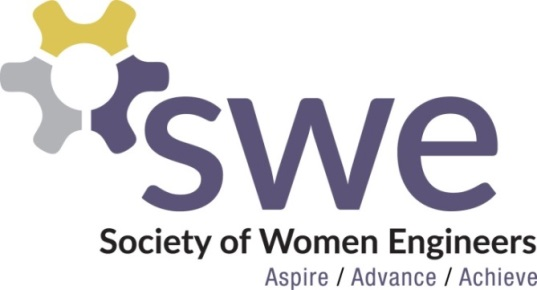 swe
Society of Women Engineers
Aspire / Advance / Achieve